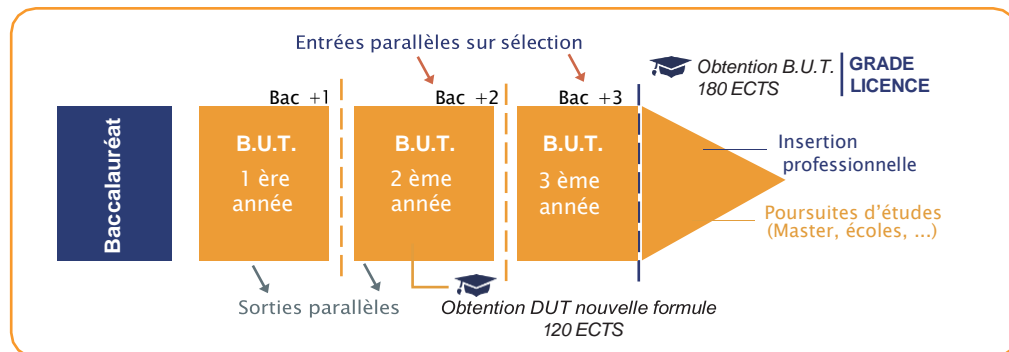 Entrées parallèles sur sélection
Obtention B.U.T.
180 ECTS
GRADE
LICENCE
Bac +1
Bac +2
Bac +3
Baccalauréat
B.U.T.
1 ère
année
B.U.T.
2 ème
année
B.U.T.
3 ème
année
Insertion
professionnelle
Poursuites d'études
(Master, écoles, ...)
Sorties parallèles
Obtention DUT nouvelle formule
120 ECTS